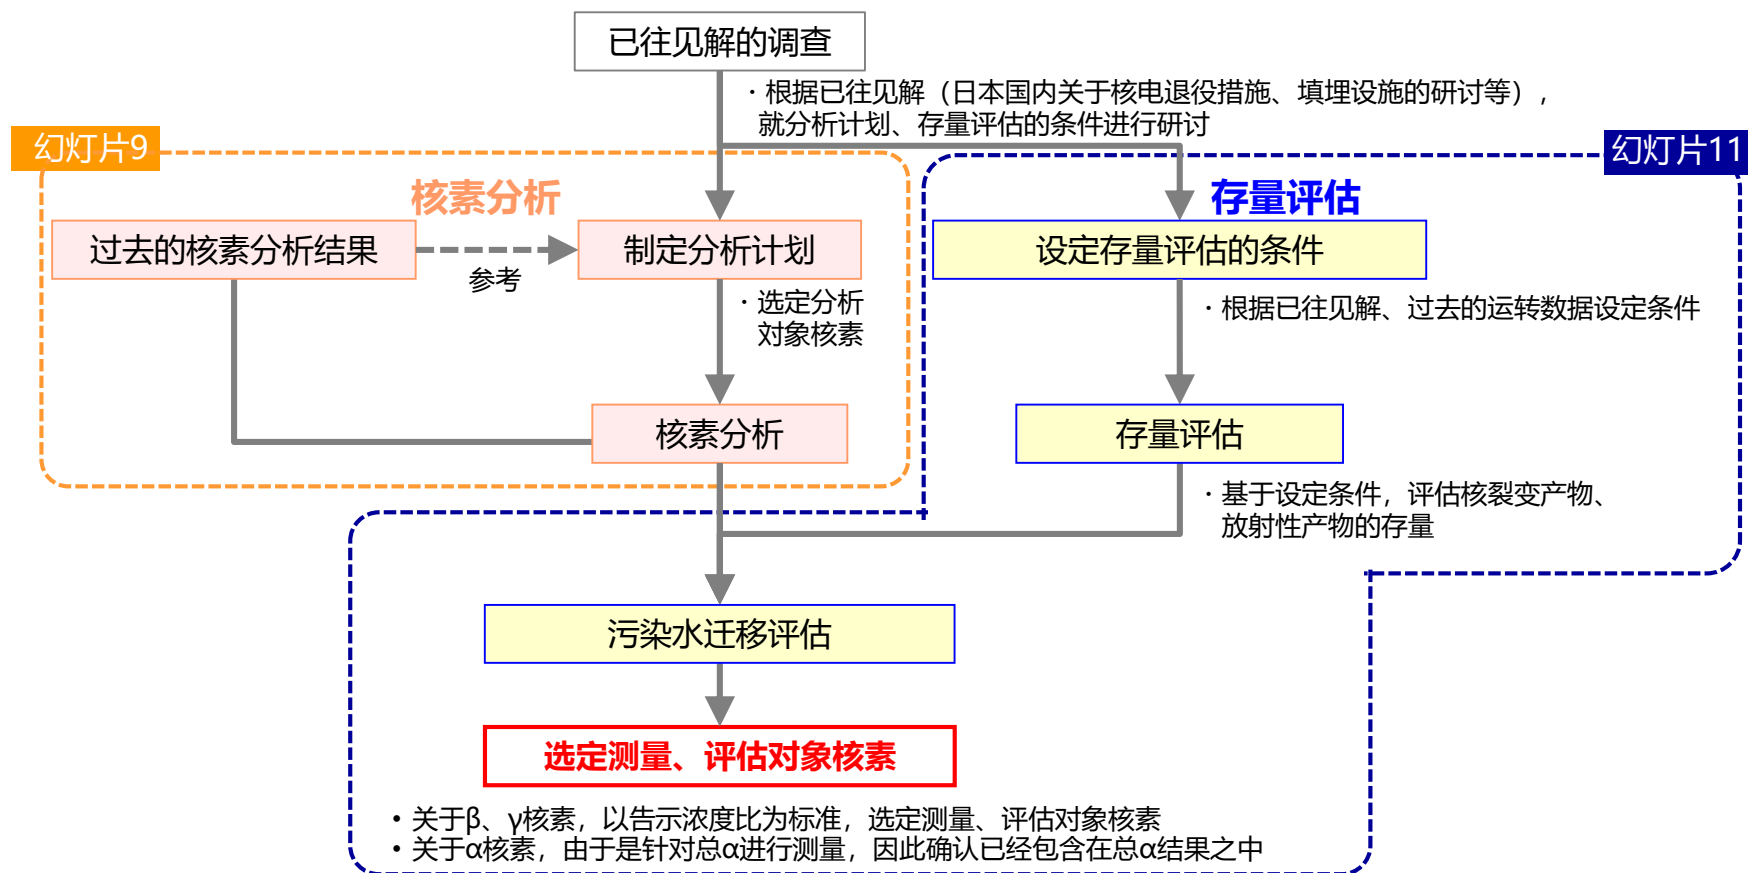 已往见解的调查
・根据已往见解（日本国内关于核电退役措施、填埋设施的研讨等），
就分析计划、存量评估的条件进行研讨
幻灯片9
幻灯片11
核素分析
存量评估
过去的核素分析结果
参考
制定分析计划
设定存量评估的条件
・选定分析
对象核素
・根据已往见解、过去的运转数据设定条件
核素分析
存量评估
・基于设定条件，评估核裂变产物、
放射性产物的存量
污染水迁移评估
选定测量、评估对象核素
• 关于β、γ核素，以告示浓度比为标准，选定测量、评估对象核素
• 关于α核素，由于是针对总α进行测量，因此确认已经包含在总α结果之中